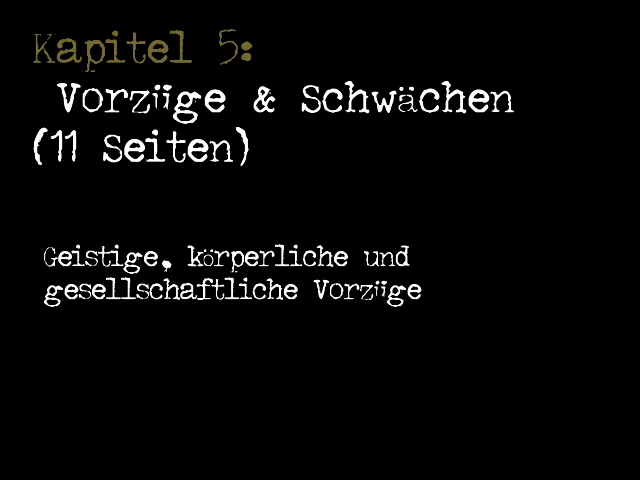 Kapitel 5:
Vorzüge & Schwächen
(11 Seiten)
Geistige, körperliche und
gesellschaftliche Vorzüge